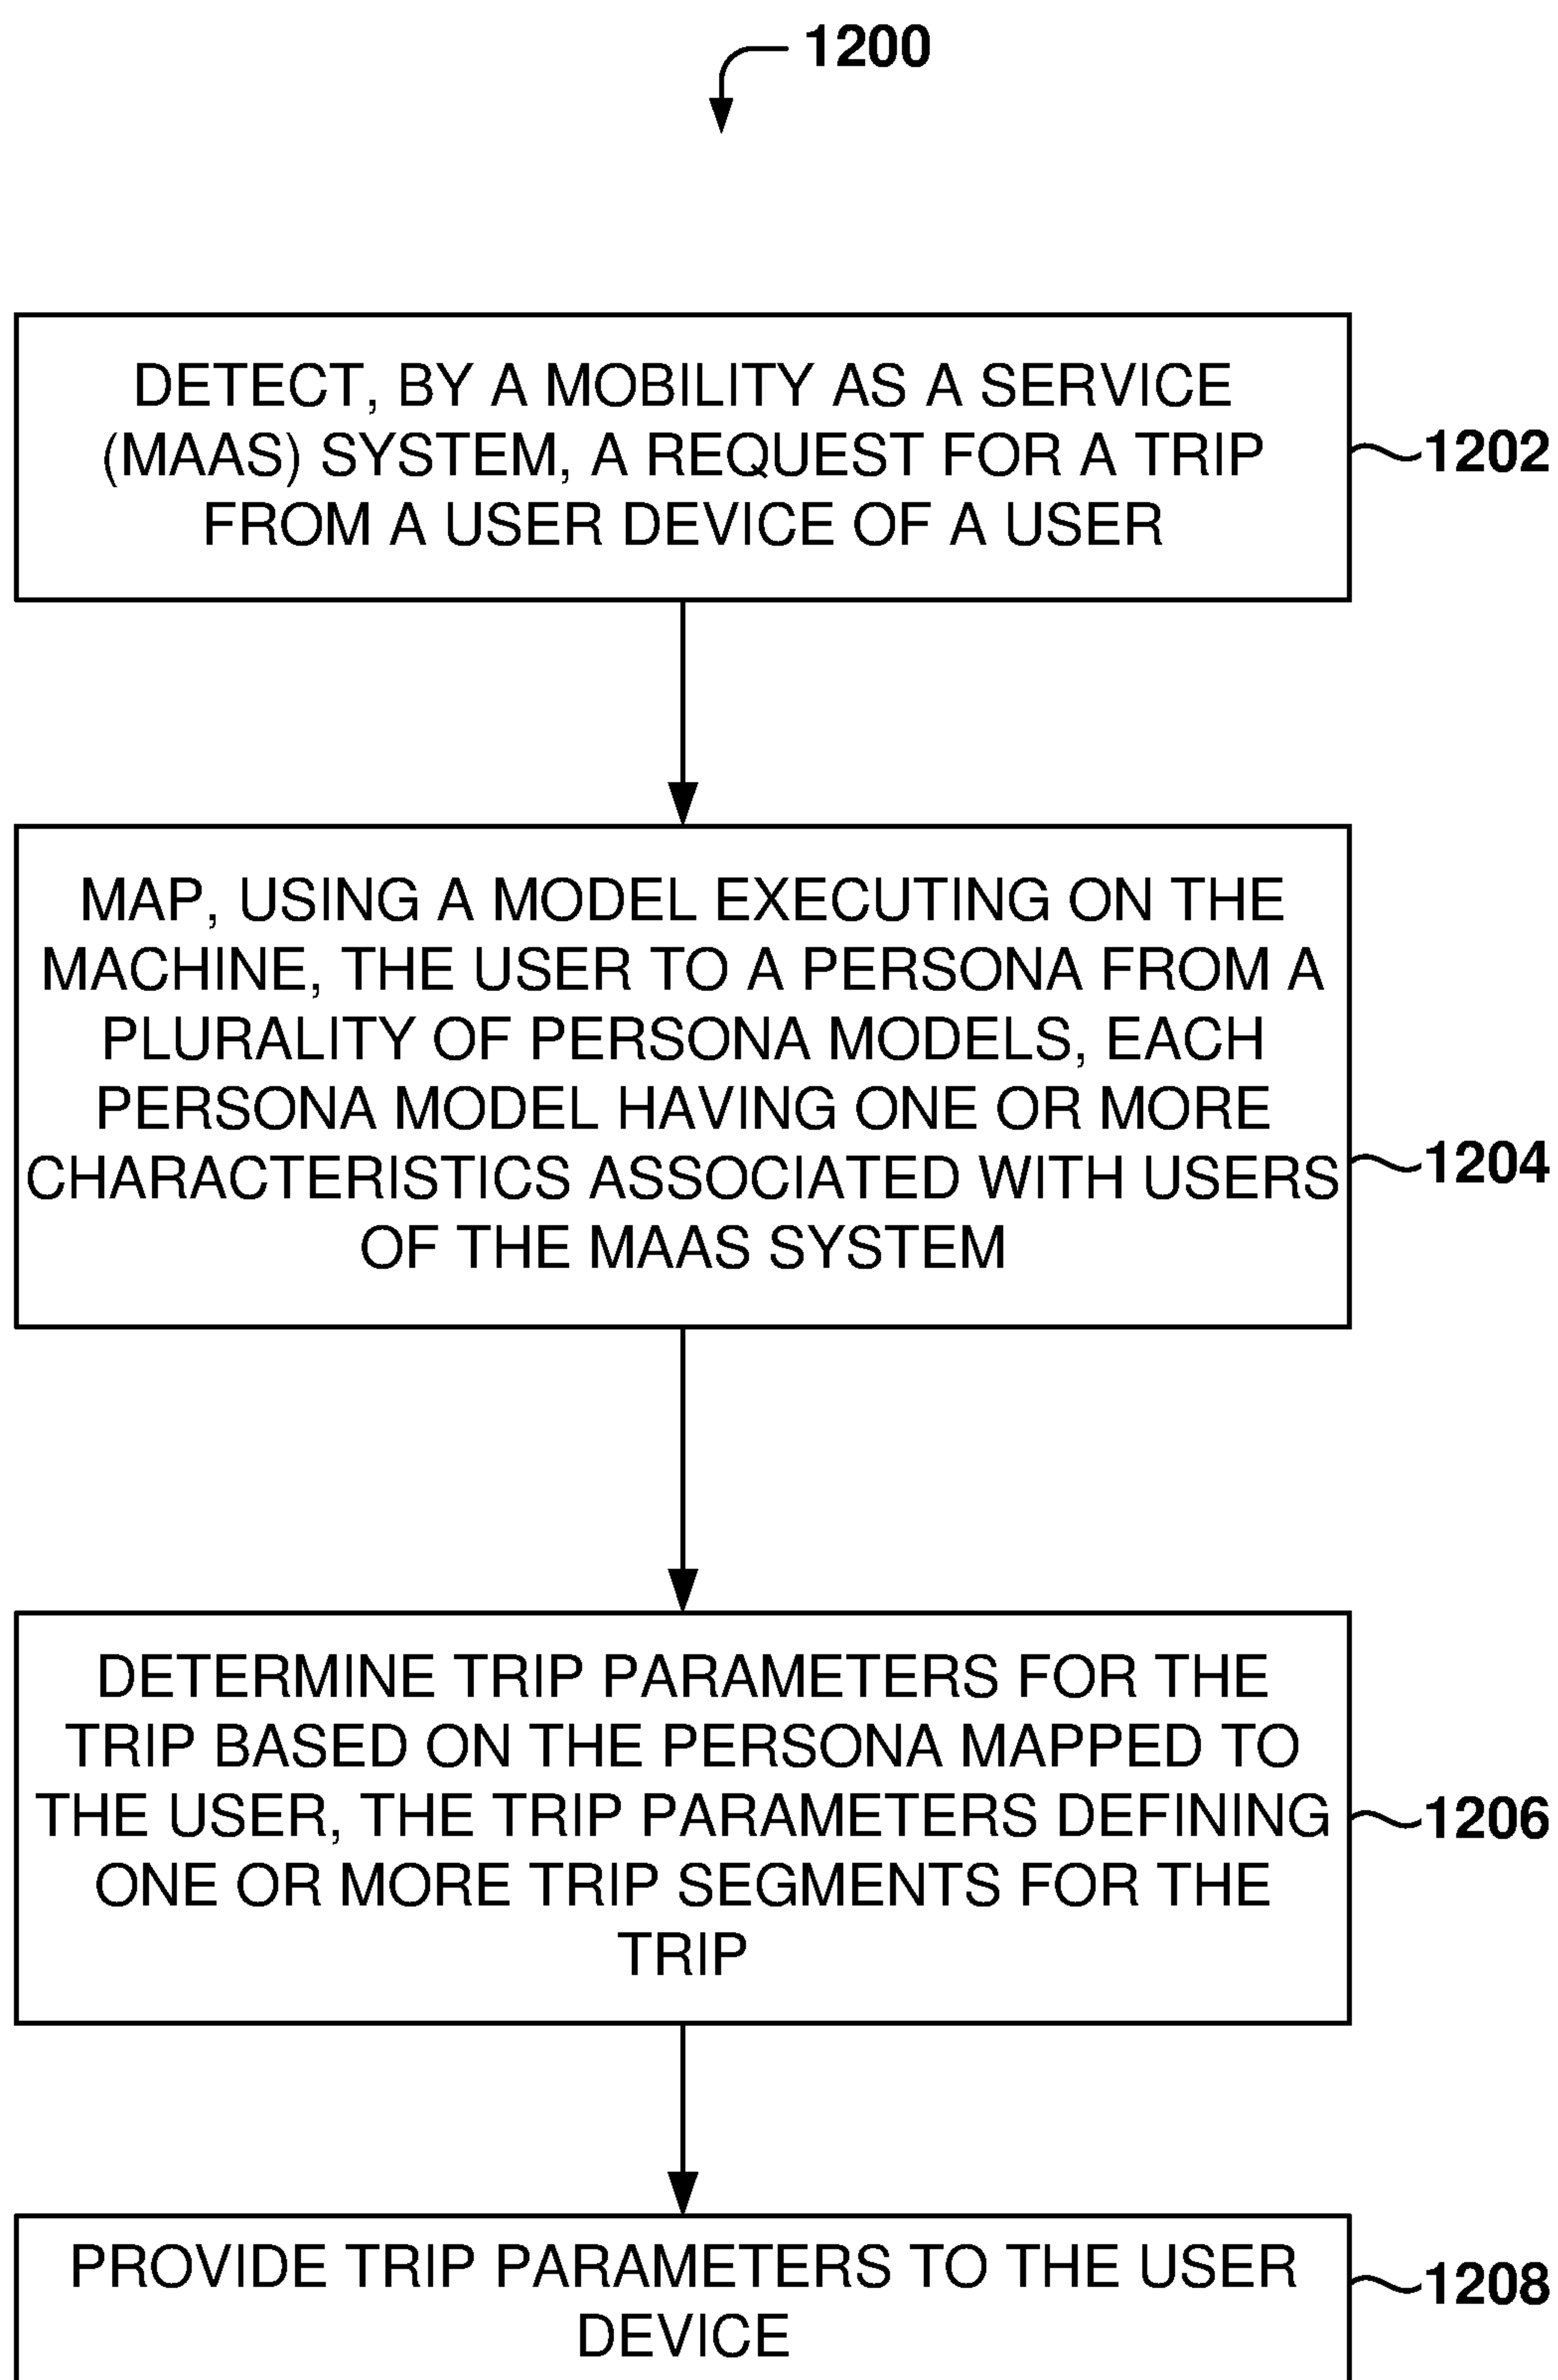 1200
DETECT, BY A MOBILITY AS A SERVICE
(MAAS) SYSTEM, A REQUEST FOR A TRIP
FROM A USER DEVICE OF A USER
1202
MAP, USING A MODEL EXECUTING ON THE
MACHINE, THE USER TO A PERSONA FROM A
PLURALITY OF PERSONA MODELS, EACH
PERSONA MODEL HAVING ONE OR MORE
CHARACTERISTICS ASSOCIATED WITH USERS
OF THE MAAS SYSTEM
1204
DETERMINE TRIP PARAMETERS FOR THE
TRIP BASED ON THE PERSONA MAPPED TO
THE USER, THE TRIP PARAMETERS DEFINING
ONE OR MORE TRIP SEGMENTS FOR THE
TRIP
1206
PROVIDE TRIP PARAMETERS TO THE USER
DEVICE
1208